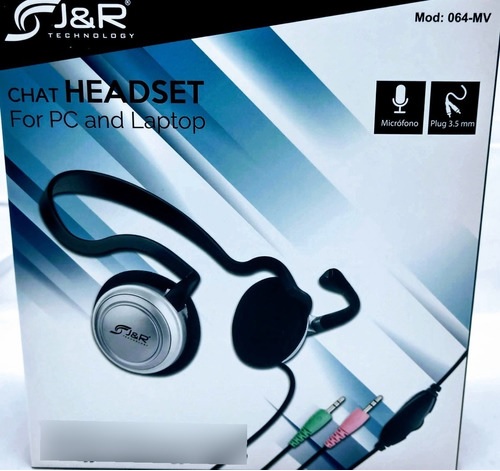 J&R
TECHNOLOGY
Mod: 064-MV
CHAT HEADSET
For PC and Laptop
Micrófono
Plug 3.5 mm
J&R
TECHNOLOGY